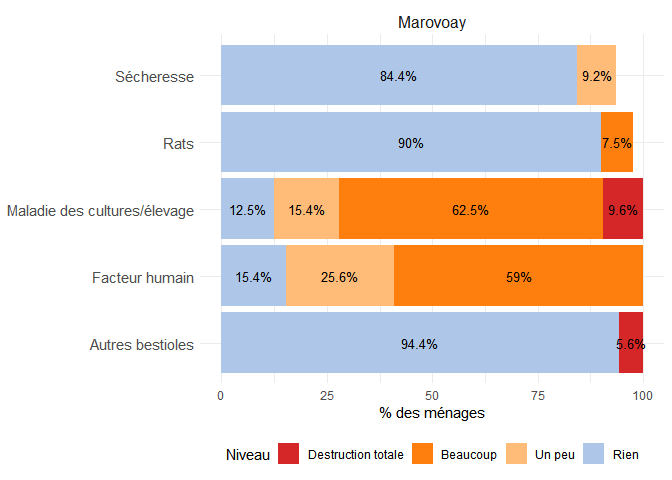 Marovoay
Sécheresse
84.4%
9.2%
Rats
90%
7.5%
Maladie des cultures/élevage
12.5%
15.4%
62.5%
9.6%
Facteur humain
15.4%
25.6%
59%
Autres bestioles
94.4%
5.6%
0
25
50
75
100
% des ménages
Niveau
Destruction totale
Beaucoup
Un peu
Rien